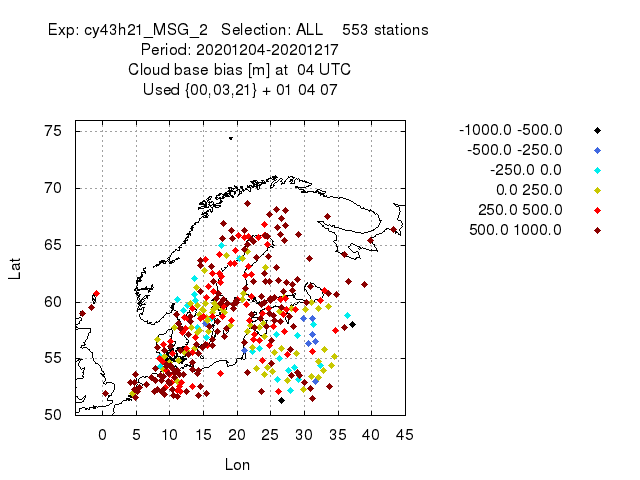 Exp: cy43h21_MSG_2 Selection: ALL 553 stations
Period: 20201204-20201217
Cloud base bias [m] at 04 UTC
Used {00,03,21} + 01 04 07
-1000.0 -500.0
-500.0 -250.0
-250.0 0.0
0.0 250.0
250.0 500.0
500.0 1000.0
75
70
65
60
55
50
Lat
0 5 10 15 20 25 30 35 40 45
Lon